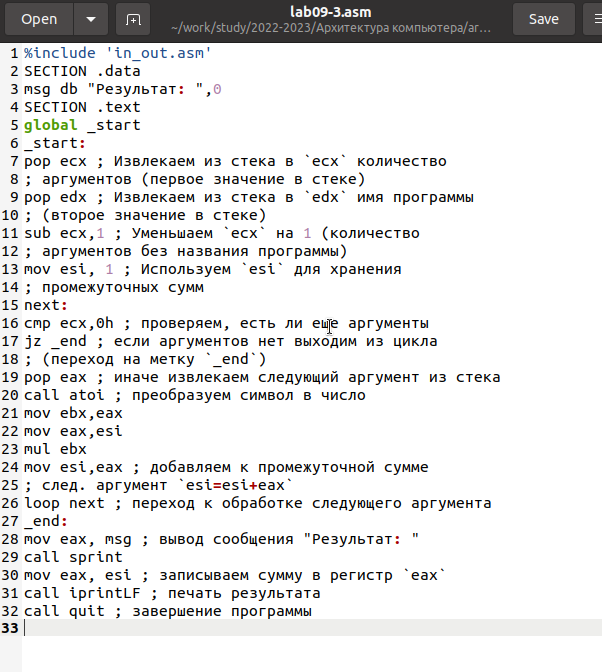 Open
lab09-3.asm
~/work/study/2022-2023/Архитектура компьютера/ar…
Save
1 %include 'in_out.asm'
2 SECTION .data
3 msg db "Результат: ",0
4 SECTION .text
5 global _start
6 _start:
7 pop ecx ; Извлекаем из стека в `ecx` количество
8 ; аргументов (первое значение в стеке)
9 pop edx ; Извлекаем из стека в `edx` имя программы
10 ; (второе значение в стеке)
11 sub ecx,1 ; Уменьшаем `ecx` на 1 (количество
12 ; аргументов без названия программы)
13 mov esi, 1 ; Используем `esi` для хранения
14 ; промежуточных сумм
15 next:
16 cmp ecx,0h ; проверяем, есть ли еще аргументы
17 jz _end ; если аргументов нет выходим из цикла
18 ; (переход на метку `_end`)
19 pop eax ; иначе извлекаем следующий аргумент из стека
20 call atoi ; преобразуем символ в число
21 mov ebx,eax
22 mov eax,esi
23 mul ebx
24 mov esi,eax ; добавляем к промежуточной сумме
25 ; след. аргумент `esi=esi+eax`
26 loop next ; переход к обработке следующего аргумента
27 _end:
28 mov eax, msg ; вывод сообщения "Результат: "
29 call sprint
30 mov eax, esi ; записываем сумму в регистр `eax`
31 call iprintLF ; печать результата
32 call quit ; завершение программы
33